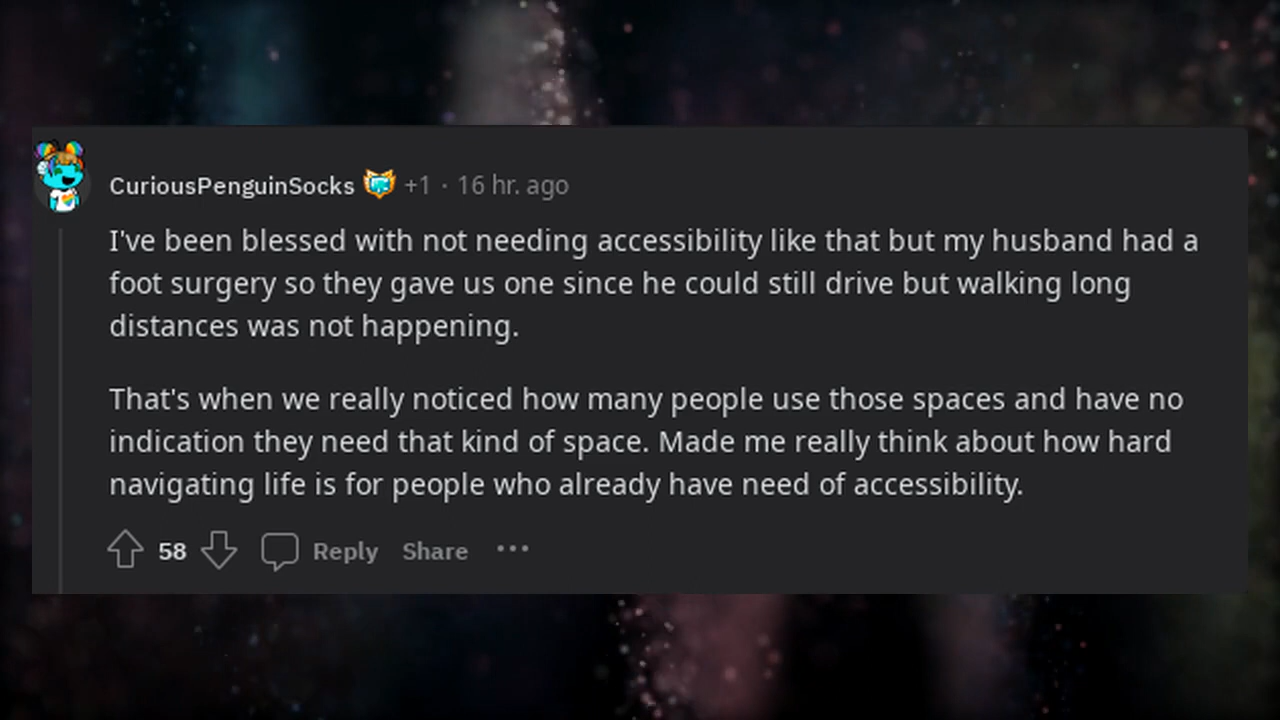 CuriousPenguinSocks +1 · 16 hr. ago
I've been blessed with not needing accessibility like that but my husband had a
foot surgery so they gave us one since he could still drive but walking long
distances was not happening.
That's when we really noticed how many people use those spaces and have no
indication they need that kind of space. Made me really think about how hard
navigating life is for people who already have need of accessibility.
58 Reply Share ···